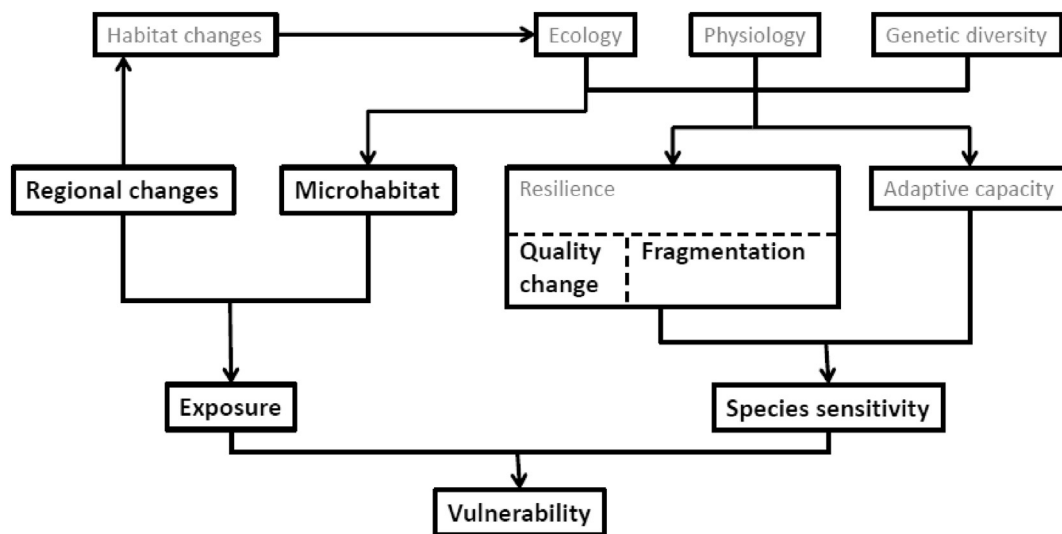 Habitat changes
Ecology
Physiology
Genetic diversity
Regional changes
Microhabitat
Resilience
Adaptive capacity
Quality
change
Fragmentation
Exposure
Species sensitivity
Vulnerability